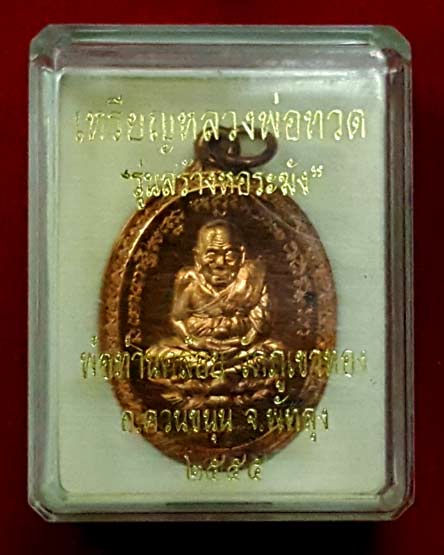 เหรียญหลวงพ่อทวด
"รุ่นสร้างหอระฆัง"
พ่อท่านคล้อย วัดภูเขาทอง
อ.ควนขนุน จ.พัทลุง
๒๕๕๕